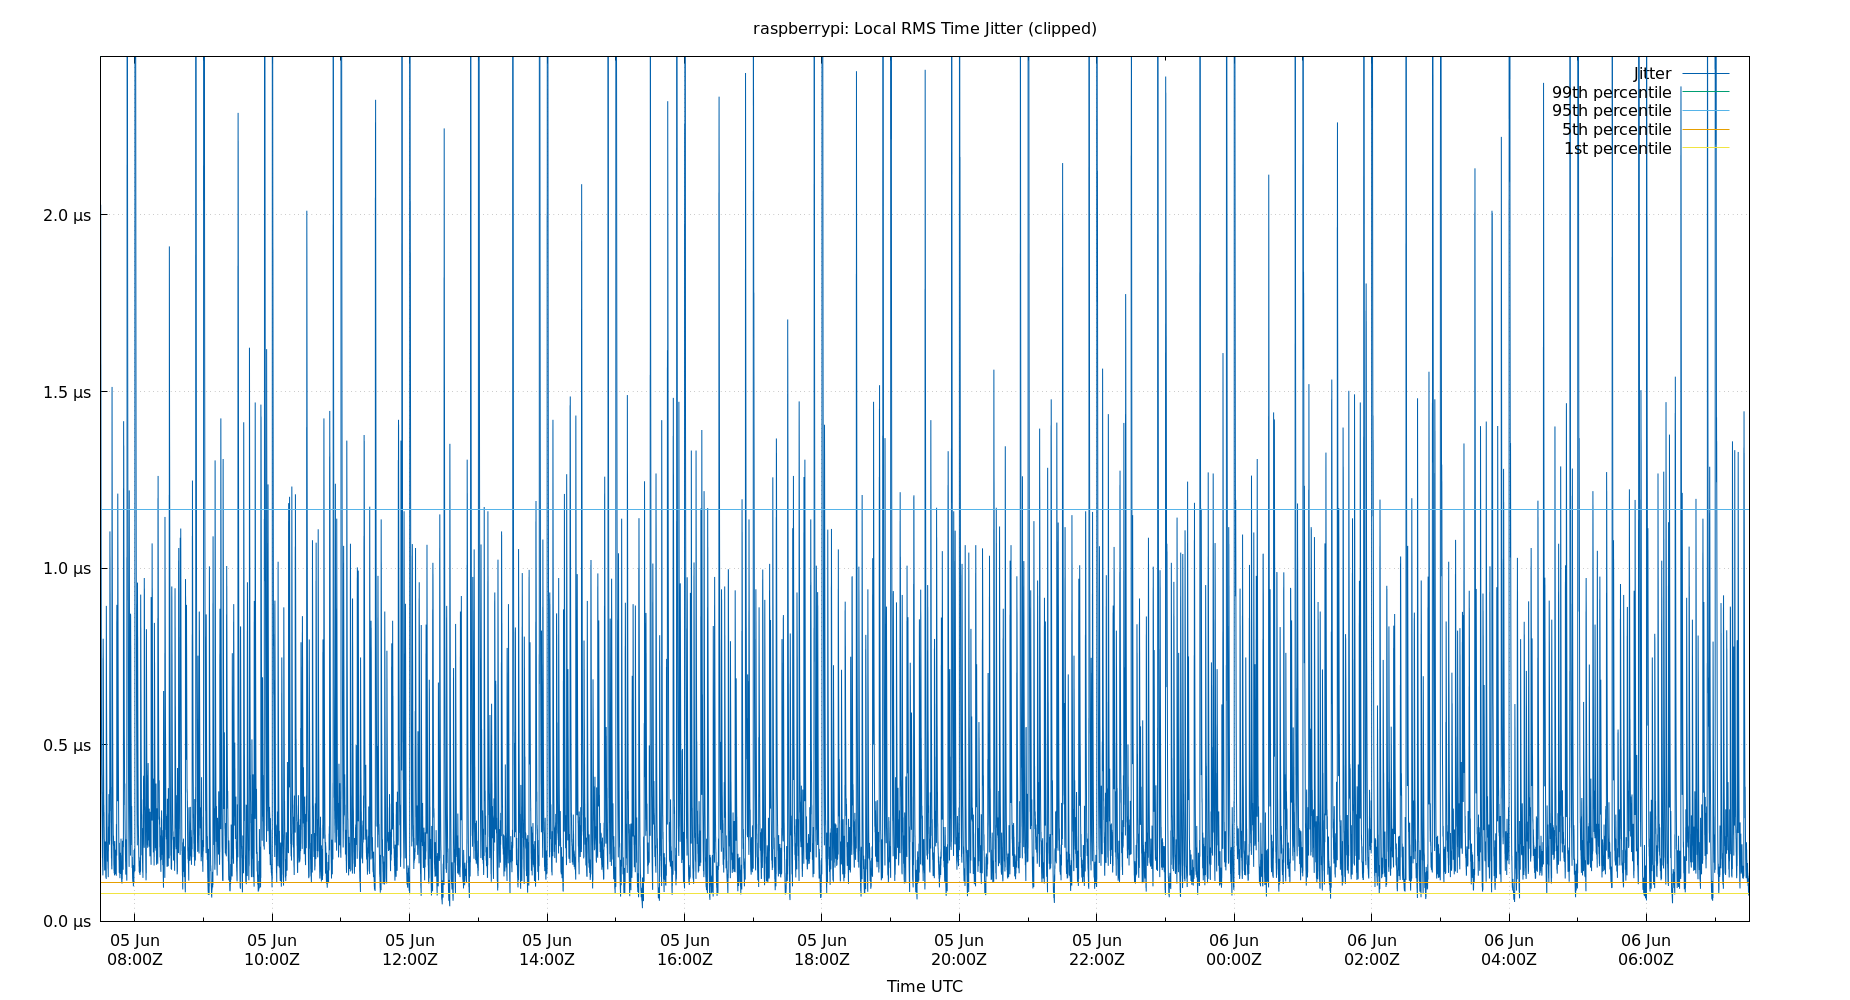 raspberrypi: Local RMS Time Jitter (clipped)
Jitter
99th percentile
95th percentile
5th percentile
1st percentile
2.0 µs
1.5 µs
1.0 µs
0.5 µs
0.0 µs
05 Jun 05 Jun 05 Jun 05 Jun 05 Jun 05 Jun 05 Jun 05 Jun 06 Jun 06 Jun 06 Jun 06 Jun
08:00Z 10:00Z 12:00Z 14:00Z 16:00Z 18:00Z 20:00Z 22:00Z 00:00Z 02:00Z 04:00Z 06:00Z
Time UTC